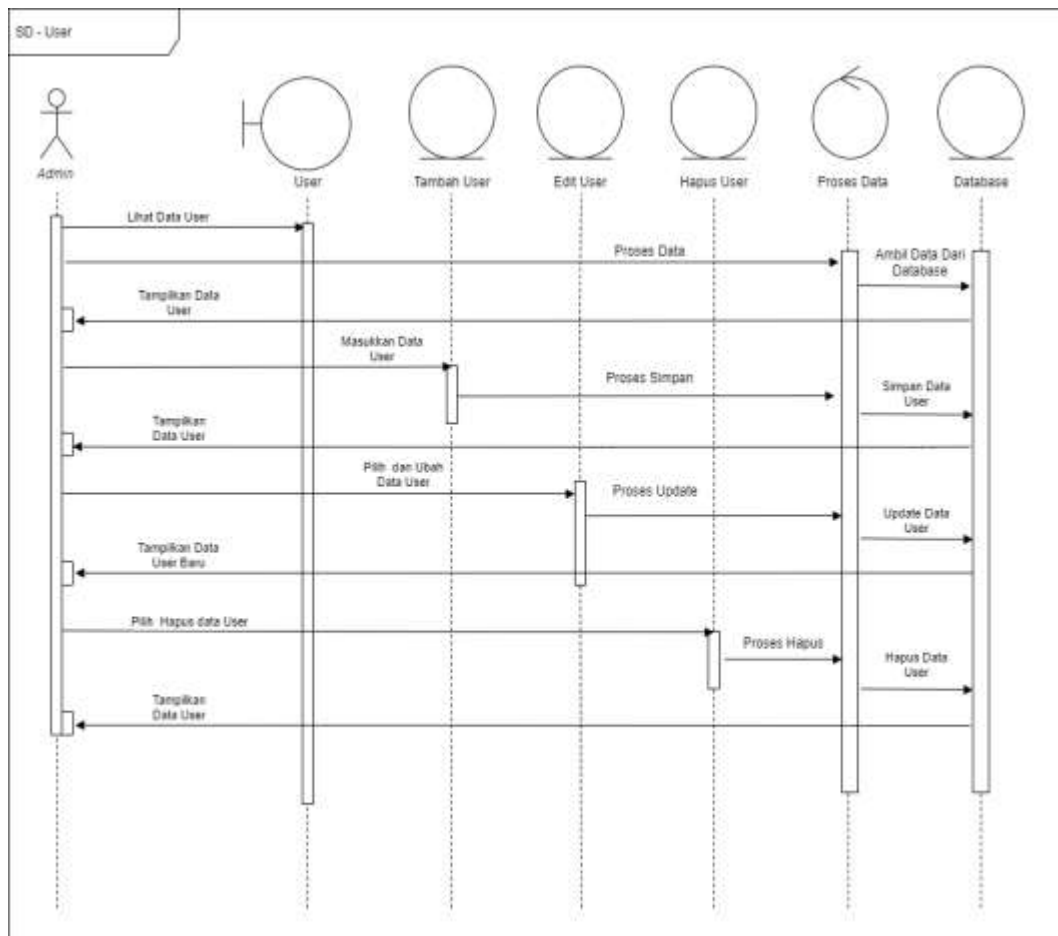 SD - User
Admin
User
Tambah User
Edit User
Hapus User
Proses Data
Database
Lihat Data User
Proses Data
Ambil Data Dari
Database
Tampilkan Data
User
Masukkan Data
User
Proses Simpan
Simpan Data
User
Tampilkan
Data User
Pilih dan Ubah
Data User
Proses Update
Update Data
User
Tampilkan Data
User Baru
Pilih Hapus data User
Proses Hapus
Hapus Data
User
Tampilkan
Data User